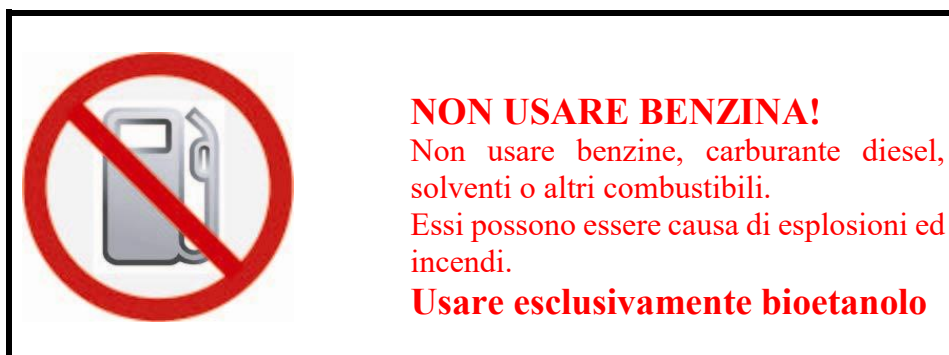 NON USARE BENZINA!
Non usare benzine, carburante diesel,
solventi o altri combustibili.
Essi possono essere causa di esplosioni ed
incendi.
Usare esclusivamente bioetanolo